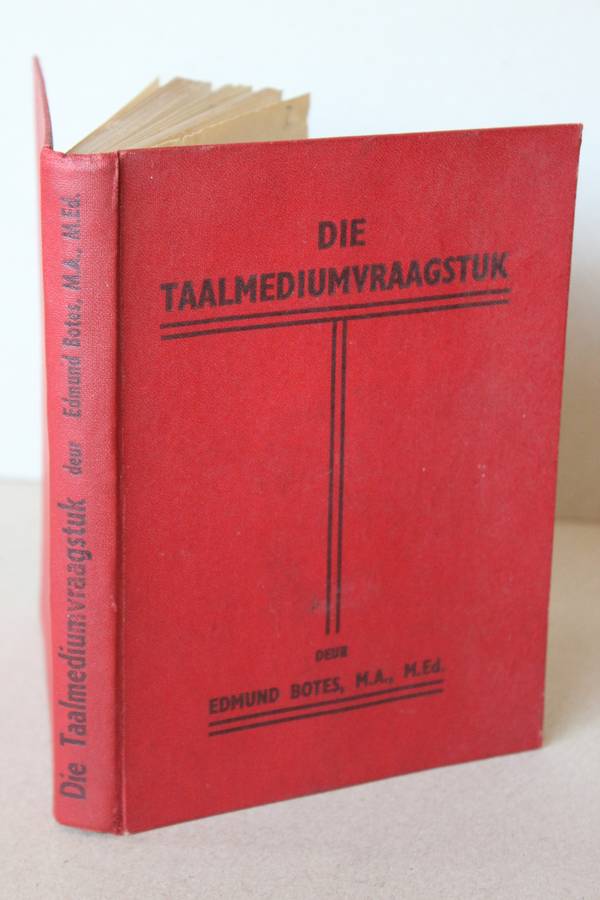 DIE
TAALMEDIUMVRAAGSTUK
DEUR
EDMUND BOTES, M.A., M.Ed.
Die Taalmediumvraagstuk deur Edmund Botes, M.A., M.Ed.